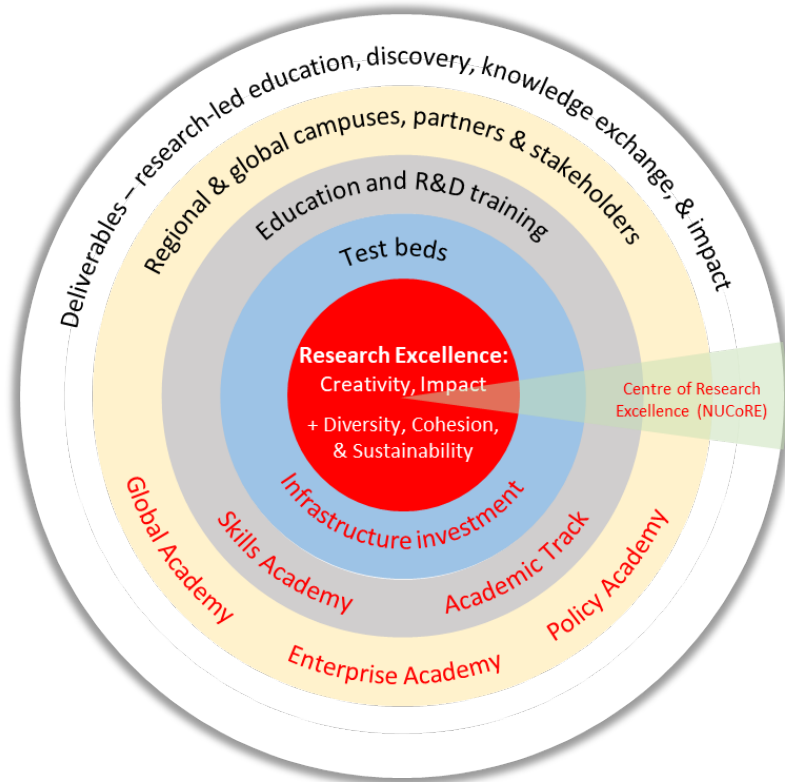 Deliverables – research-led education, discovery, knowledge exchange, & impact
Regional & global campuses, partners & stakeholders
Education and R&D training
Test beds
Research Excellence:
Creativity, Impact
+ Diversity, Cohesion,
& Sustainability
Centre of Research
Excellence (NUCoRE)
Infrastructure investment
Skills Academy
Academic Track
Global Academy
Enterprise Academy
Policy Academy